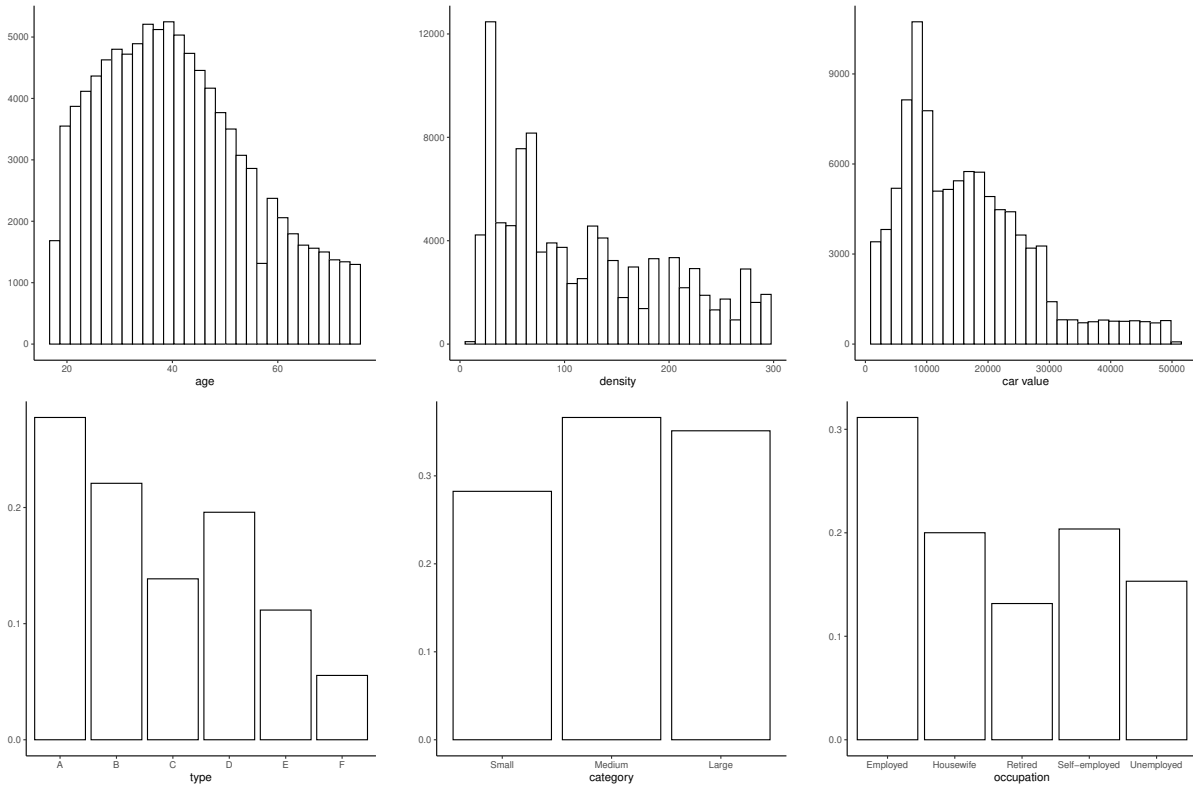 5000
4000
3000
2000
1000
0
20 40 60
age
12000
8000
4000
0
0 100 200 300
density
9000
6000
3000
0
0 10000 20000 30000 40000 50000
car value
0.2
0.1
0.0
A B C D E F
type
0.3
0.2
0.1
0.0
Small Medium Large
category
0.3
0.2
0.1
0.0
Employed Housewife Retired Self−employed Unemployed
occupation